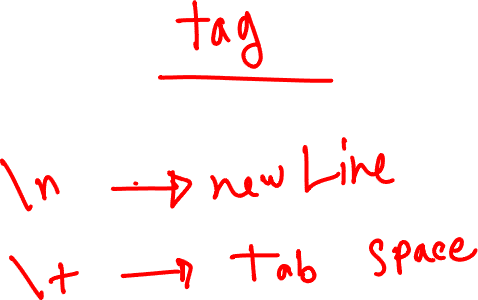 tag
\n → new Line
\t → tab space